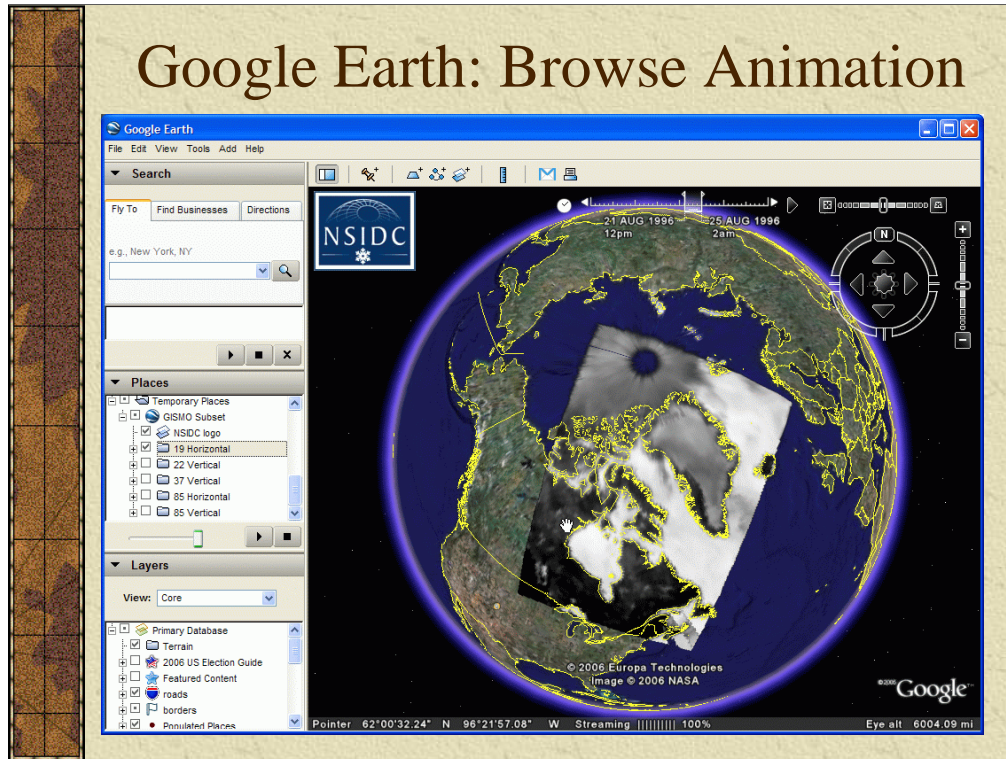 Google Earth: Browse Animation
Google Earth
File Edit View Tools Add Help
Search
Fly To Find Businesses Directions
e.g., New York, NY
Places
Temporary Places
GISMO Subset
NSIDC logo
19 Horizontal
22 Vertical
37 Vertical
85 Horizontal
85 Vertical
Layers
View: Core
Primary Database
Terrain
2006 US Election Guide
Featured Content
roads
borders
Populated Places
NSIDC
21 AUG 1996 25 AUG 1996
12pm 2am
N
© 2006 Europa Technologies
Image © 2006 NASA
©2006 Google™
Pointer 62°00'32.24" N 96°21'57.08" W Streaming |||||||||| 100% Eye alt 6004.09 mi